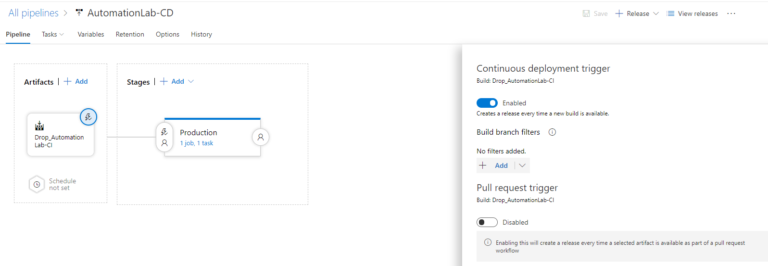 All pipelines > AutomationLab-CD
Save + Release View releases ...
Pipeline Tasks Variables Retention Options History
Artifacts | + Add
Stages | + Add
Drop_Automation
Lab-CI
Production
1 job, 1 task
Schedule
not set
Continuous deployment trigger
Build: Drop_AutomationLab-CI
Enabled
Creates a release every time a new build is available.
Build branch filters
No filters added.
+ Add
Pull request trigger
Build: Drop_AutomationLab-CI
Disabled
Enabling this will create a release every time a selected artifact is available as part of a pull request
workflow